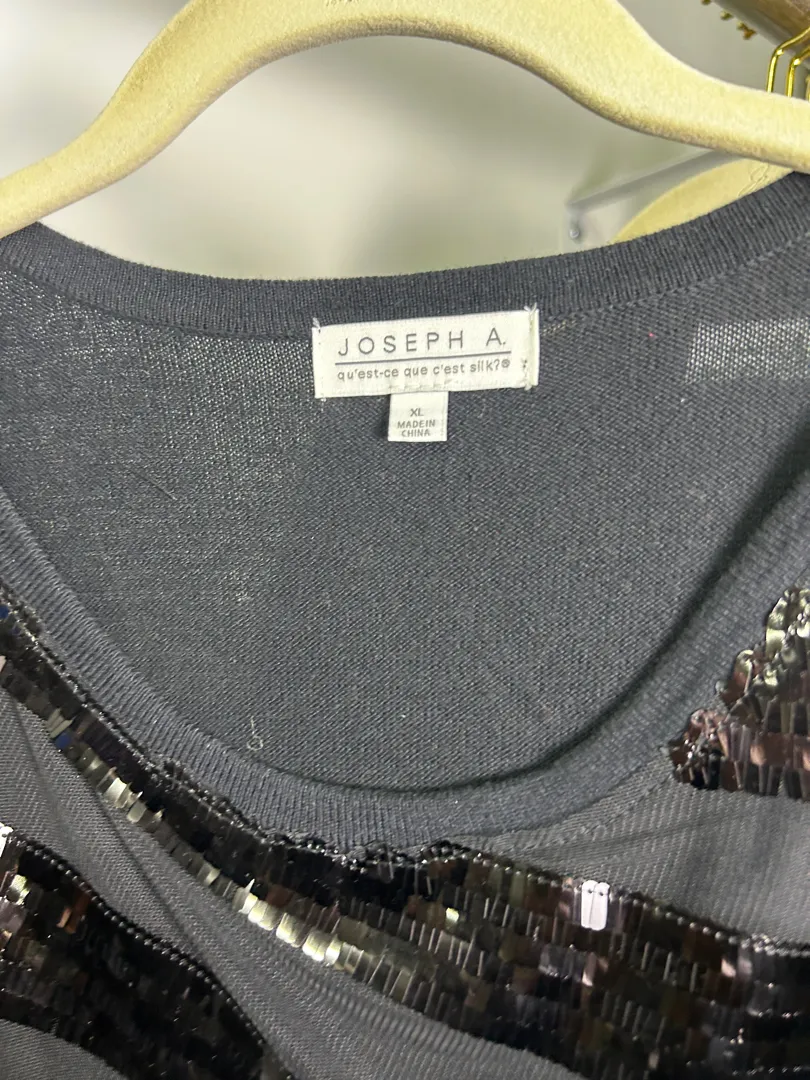 JOSEPH A.
qu'est-ce que c'est silk?®
XL
MADE IN
CHINA